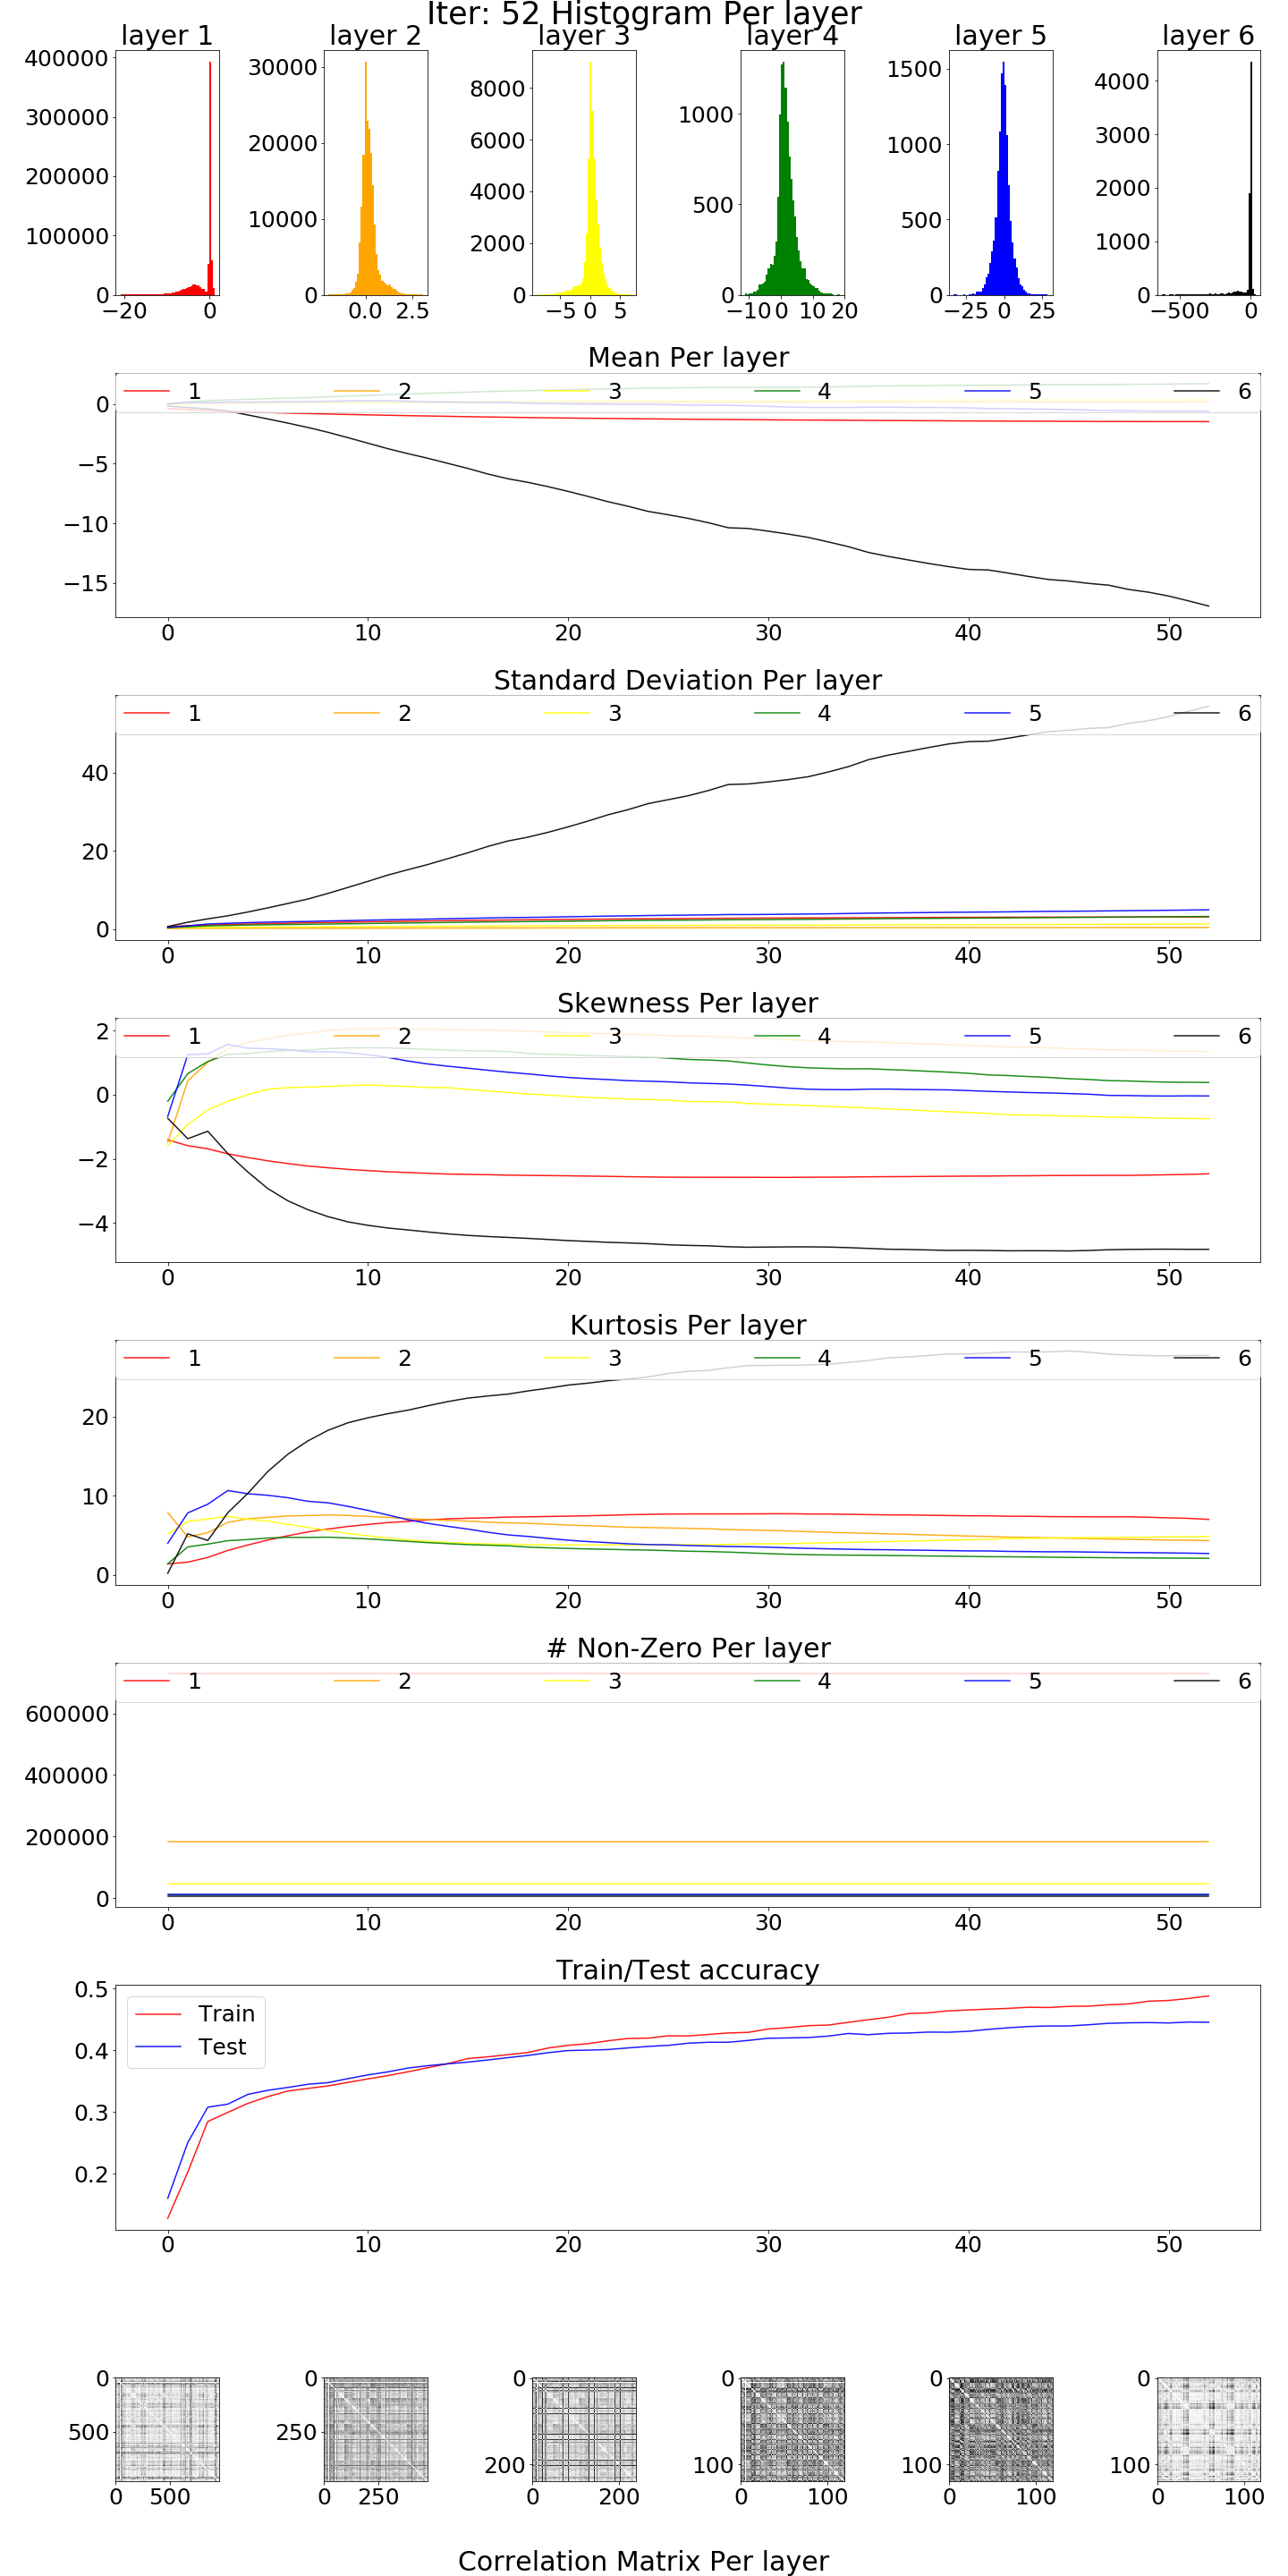 Iter: 52 Histogram Per layer
layer 1 layer 2 layer 3 layer 4 layer 5 layer 6
400000 300000 200000 100000 0
−20 0
30000 20000 10000 0
0.0 2.5
8000 6000 4000 2000 0
−5 0 5
1000 500 0
−10 0 10 20
1500 1000 500 0
−25 0 25
4000 3000 2000 1000 0
−500 0
Mean Per layer
1 2 3 4 5 6
0
−5
−10
−15
0 10 20 30 40 50
Standard Deviation Per layer
1 2 3 4 5 6
40
20
0
0 10 20 30 40 50
Skewness Per layer
2
1 2 3 4 5 6
0
−2
−4
0 10 20 30 40 50
Kurtosis Per layer
1 2 3 4 5 6
20
10
0
0 10 20 30 40 50
# Non-Zero Per layer
1 2 3 4 5 6
600000
400000
200000
0
0 10 20 30 40 50
Train/Test accuracy
0.5
Train
Test
0.4
0.3
0.2
0 10 20 30 40 50
0 500
0 500
0 250
0 250
0 200
0 200
0 100
0 100
0 100
0 100
0 100
0 100
Correlation Matrix Per layer